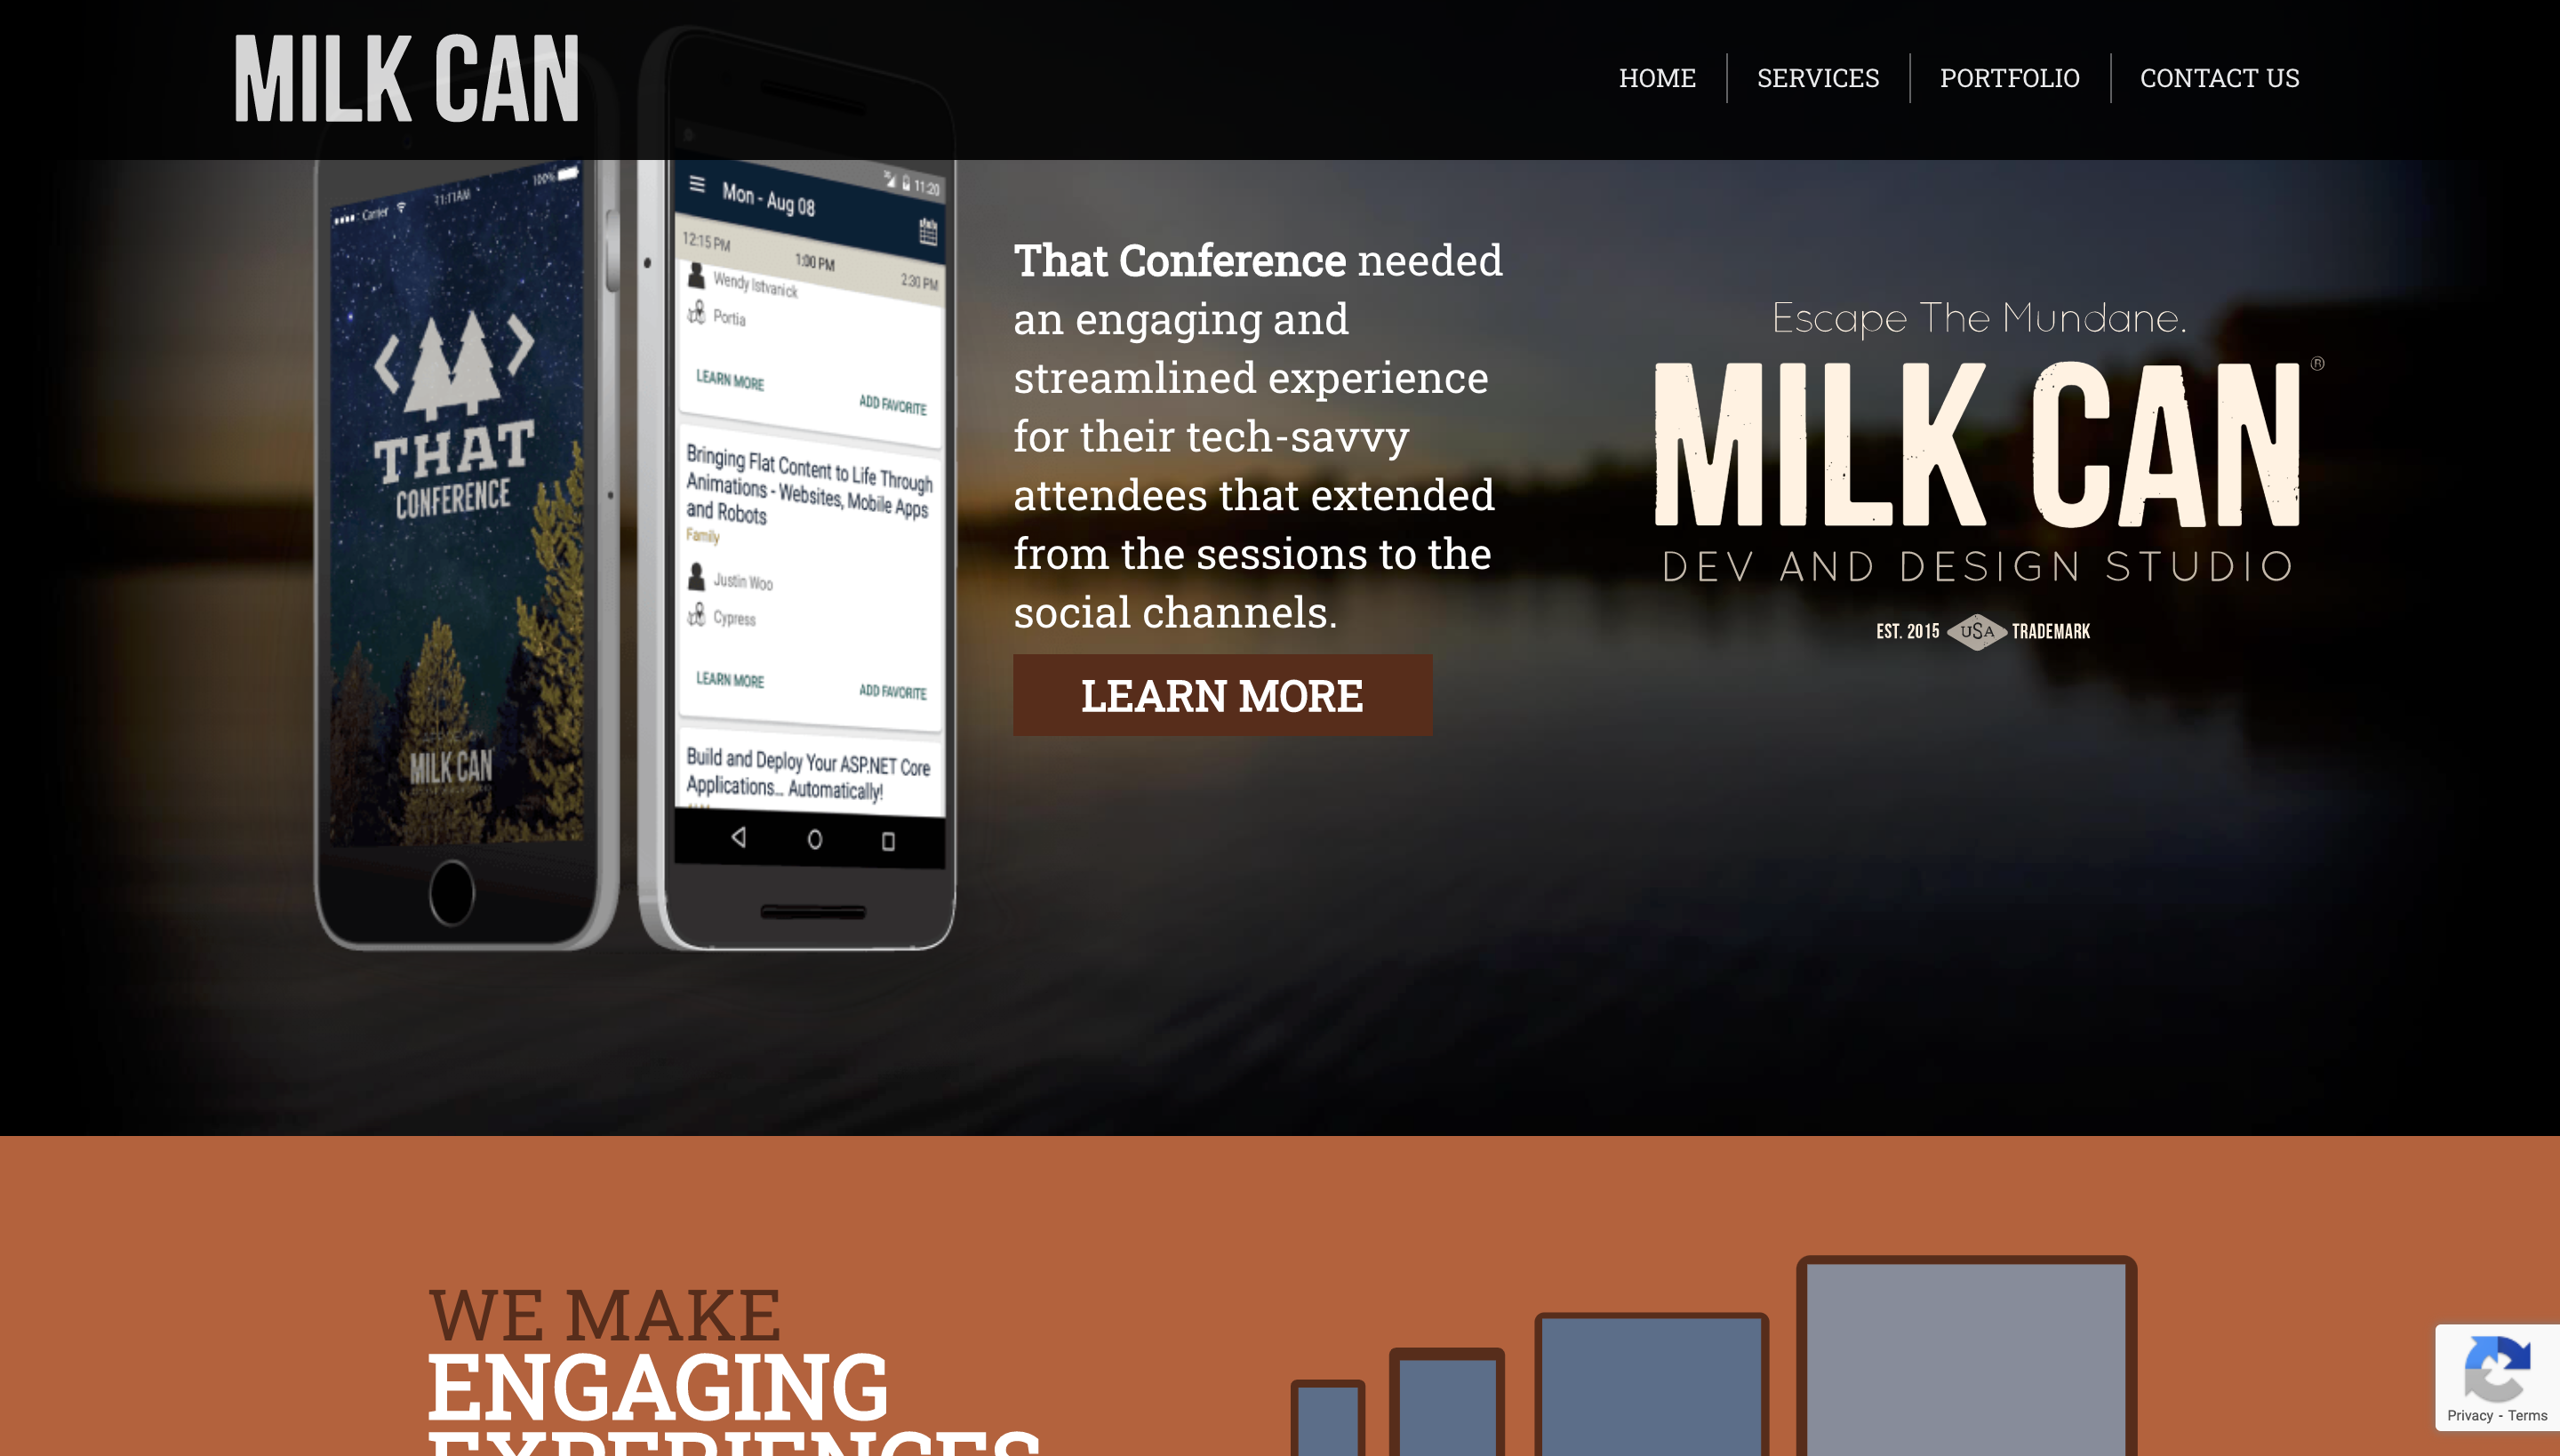 MILK CAN
HOME
SERVICES
PORTFOLIO
CONTACT US
Carrier
11:11AM
100%
THAT
CONFERENCE
MILK CAN
11:20
Mon - Aug 08
12:15 PM
1:00 PM
2:30 PM
Wendy Istvanick
Portia
LEARN MORE
ADD FAVORITE
Bringing Flat Content to Life Through
Animations - Websites, Mobile Apps
and Robots
Family
Justin Woo
Cypress
LEARN MORE
ADD FAVORITE
Build and Deploy Your ASP.NET Core
Applications... Automatically!
That Conference needed
an engaging and
streamlined experience
for their tech-savvy
attendees that extended
from the sessions to the
social channels.
LEARN MORE
Escape The Mundane.
MILK CAN®
DEV AND DESIGN STUDIO
EST. 2015 USA TRADEMARK
WE MAKE
ENGAGING
EXPERIENCES
Privacy - Terms